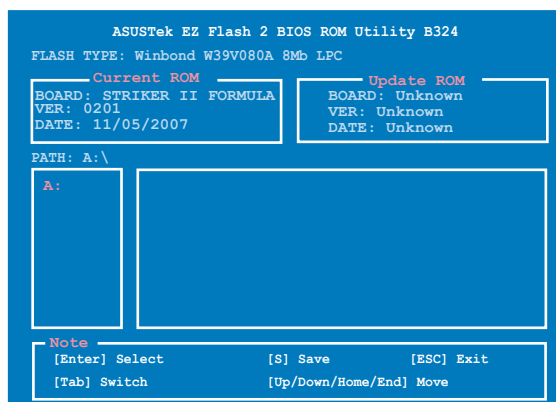 ASUSTek EZ Flash 2 BIOS ROM Utility B324
FLASH TYPE: Winbond W39V080A 8Mb LPC
Current ROM
BOARD: STRIKER II FORMULA
VER: 0201
DATE: 11/05/2007
Update ROM
BOARD: Unknown
VER: Unknown
DATE: Unknown
PATH: A:\
A:
Note
[Enter] Select [S] Save [ESC] Exit
[Tab] Switch [Up/Down/Home/End] Move